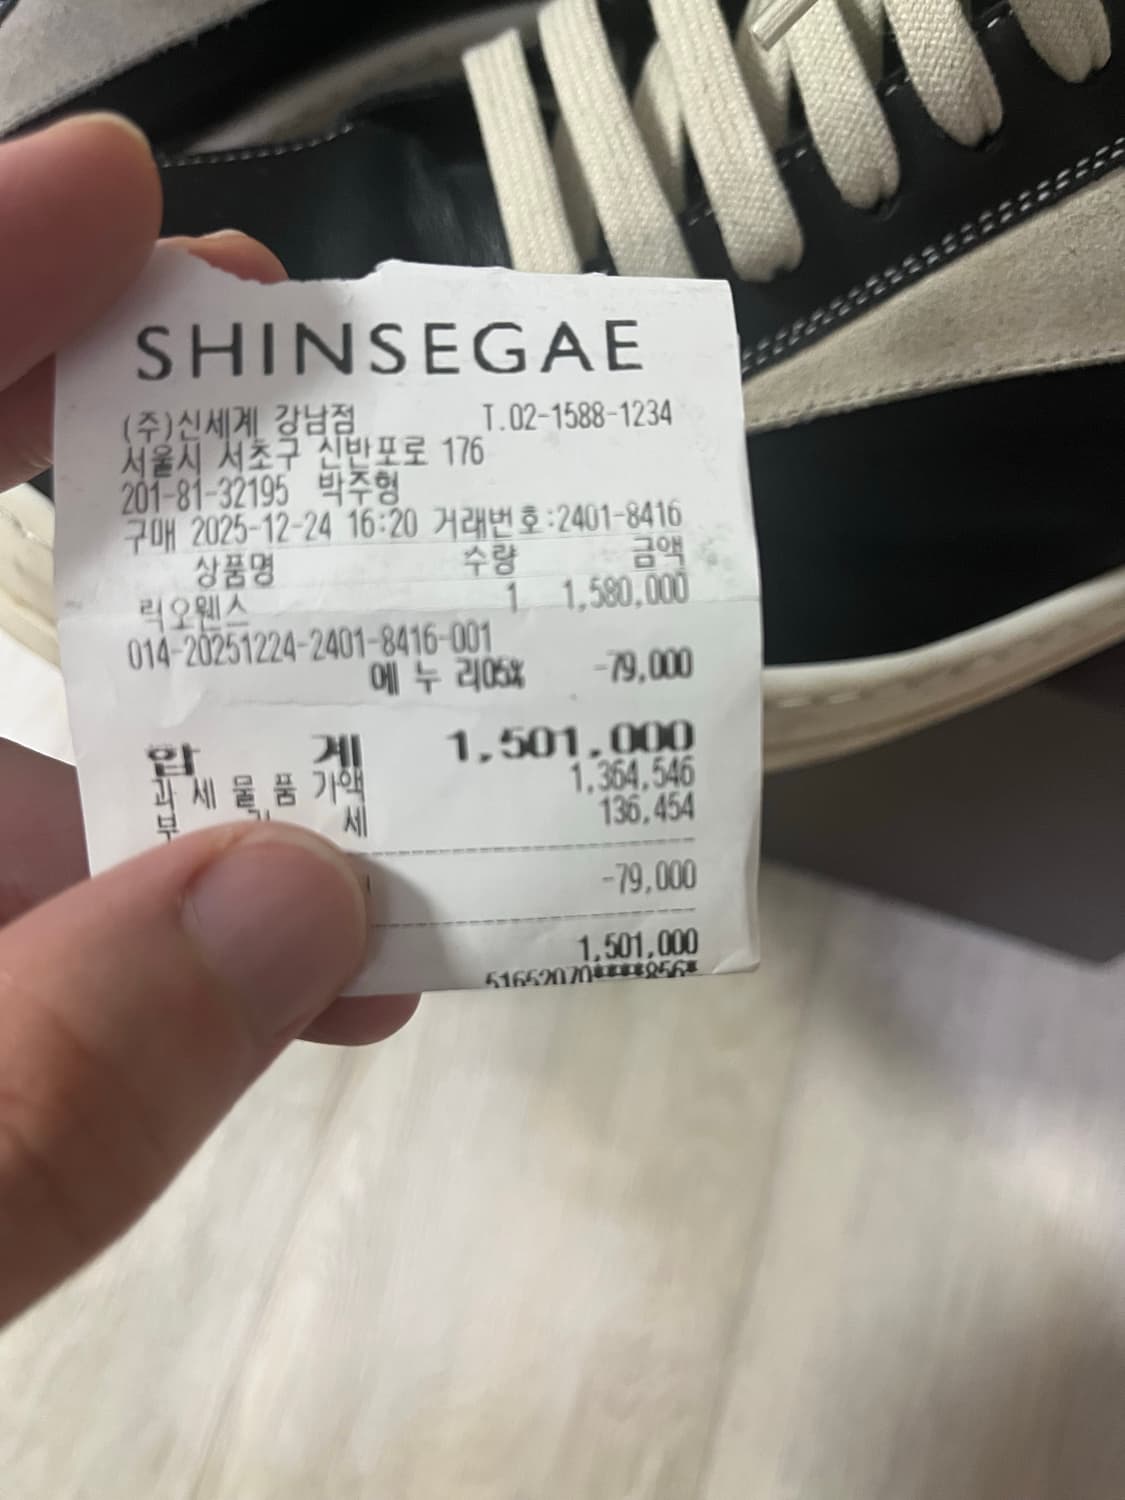 SHINSEGAE
(주)신세계 강남점 T.02-1588-1234
서울시 서초구 신반포로 176
201-81-32195 박주형
구매 2025-12-24 16:20 거래번호:2401-8416
상품명 수량 금액
릭오웬스 1 1,580,000
014-20251224-2401-8416-001
에 누 리05% -79,000
합 계 1,501,000
과 세 물 품 가액 1,364,546
부 세 136,454
-79,000
1,501,000
51652070****856*